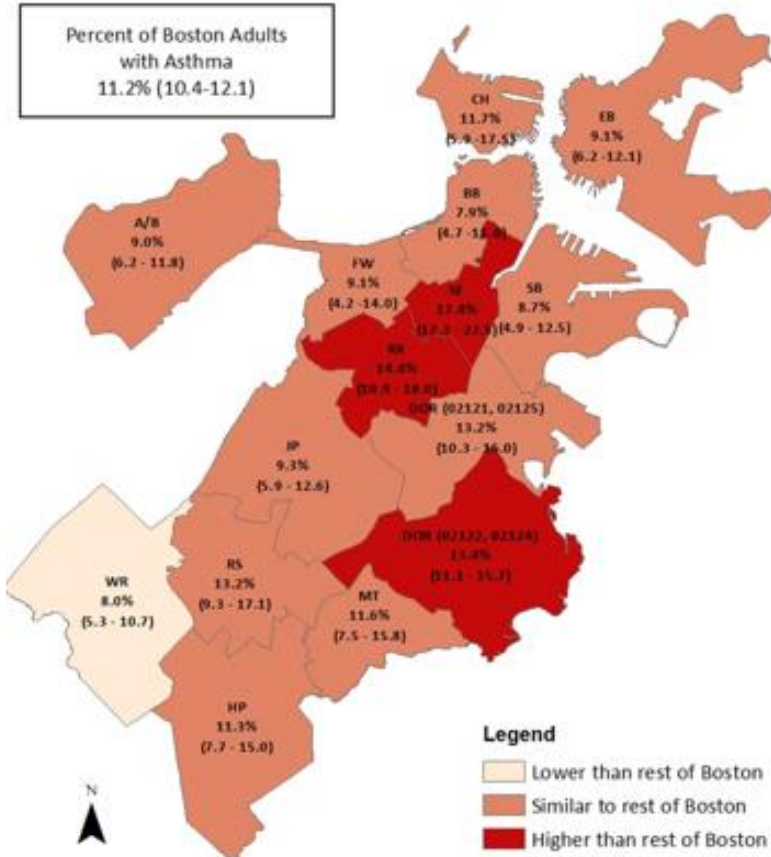 Percent of Boston Adults
with Asthma
11.2% (10.4-12.1)
CH
11.7%
(5.9 -17.5)
EB
9.1%
(6.2 -12.1)
BB
7.9%
(4.7 -
A/B
9.0%
(6.2 - 11.8)
FW
9.1%
(4.2 -14.0)
SB
8.7%
(4.9 - 12.5)
DOR (02121, 02125)
13.2%
(10.3 - 16.0)
JP
9.3%
(5.9 - 12.6)
DOR (02122, 02124)
WR
8.0%
(5.3 - 10.7)
RS
13.2%
(9.3 - 17.1)
MT
11.6%
(7.5 - 15.8)
HP
11.3%
(7.7 - 15.0)
Legend
Lower than rest of Boston
Similar to rest of Boston
Higher than rest of Boston
N